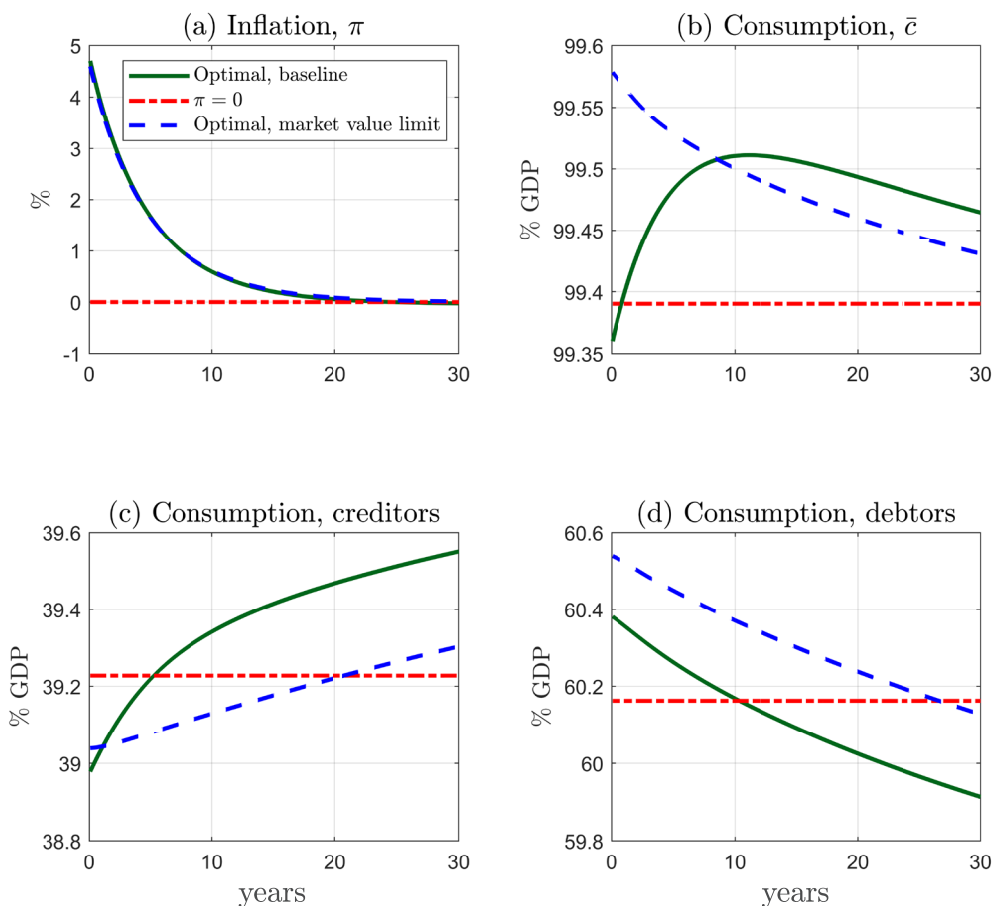 (a) Inflation, π
5
4
3
2
1
0
-1
%
0 10 20 30
Optimal, baseline
π = 0
Optimal, market value limit
(b) Consumption, c̄
99.6
99.55
99.5
99.45
99.4
99.35
% GDP
0 10 20 30
(c) Consumption, creditors
39.6
39.4
39.2
39
38.8
% GDP
0 10 20 30
years
(d) Consumption, debtors
60.6
60.4
60.2
60
59.8
% GDP
0 10 20 30
years